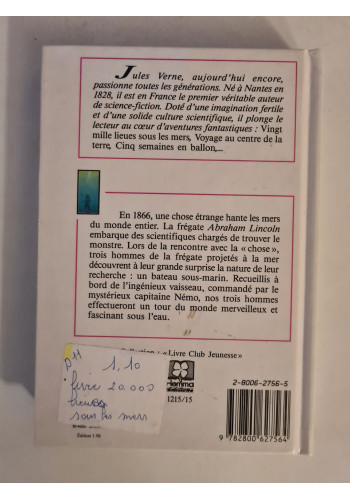 Jules Verne, aujourd'hui encore,
passionne toutes les générations. Né à Nantes en
1828, il est en France le premier véritable auteur
de science-fiction. Doté d'une imagination fertile
et d'une solide culture scientifique, il plonge le
lecteur au cœur d'aventures fantastiques : Vingt
mille lieues sous les mers, Voyage au centre de la
terre, Cinq semaines en ballon,...
En 1866, une chose étrange hante les mers
du monde entier. La frégate Abraham Lincoln
embarque des scientifiques chargés de trouver le
monstre. Lors de la rencontre avec la « chose »,
trois hommes de la frégate projetés à la mer
découvrent à leur grande surprise la nature de leur
recherche : un bateau sous-marin. Recueillis à
bord de l'ingénieux vaisseau, commandé par le
mystérieux capitaine Némo, nos trois hommes
effectueront un tour du monde merveilleux et
fascinant sous l'eau.
« Livre Club Jeunesse »
hemma
1215/15
2-8006-2756-5
9 782800 627564
p11
1,10
livre 20.000
lieues
sous les mers